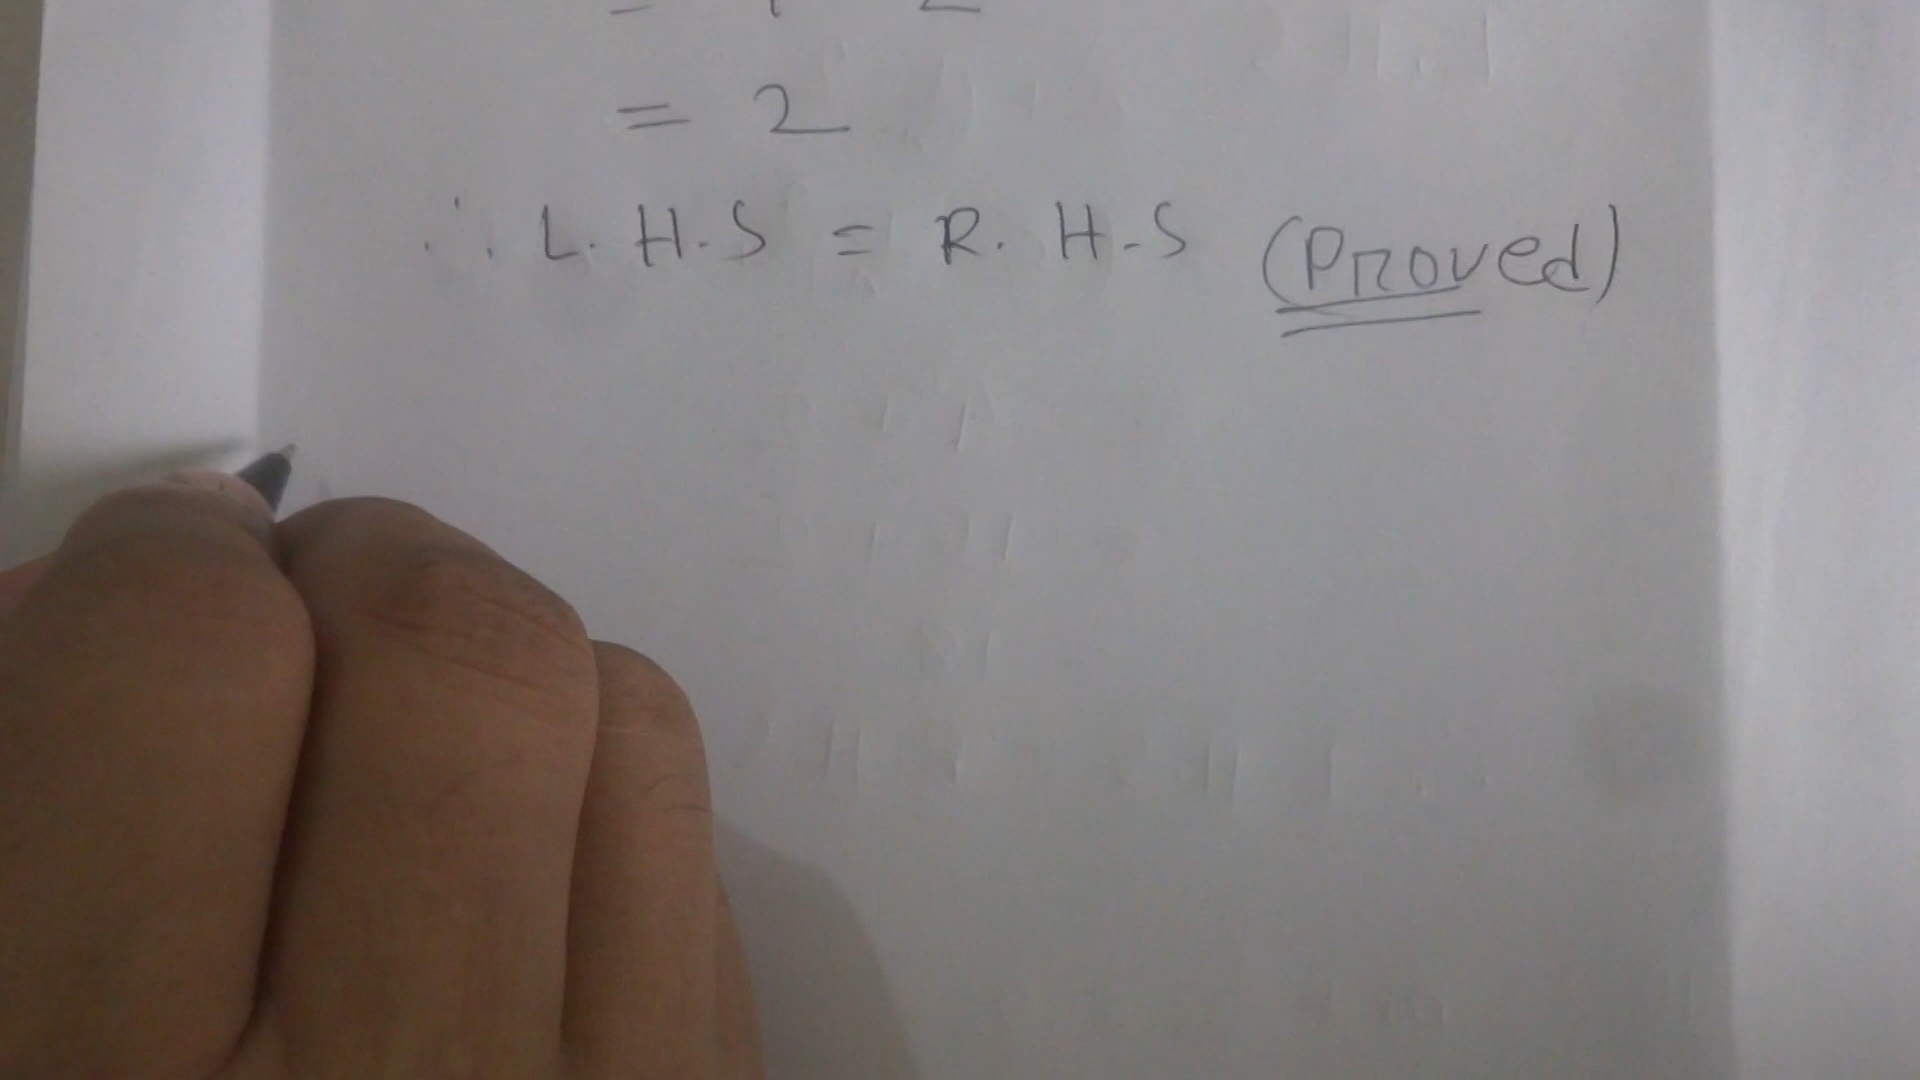 = 2
∴ L.H.S = R.H.S (Proved)